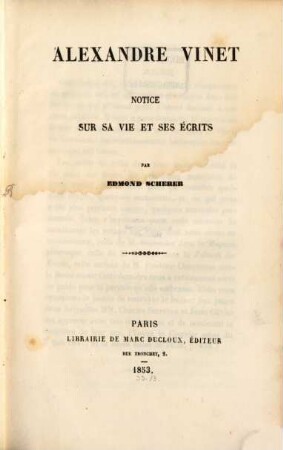 ALEXANDRE VINET
NOTICE
SUR SA VIE ET SES ÉCRITS
PAR
EDMOND SCHERER
PARIS
LIBRAIRIE DE MARC DUCLOUX, ÉDITEUR
RUE TRONCHET, 2.
1853.